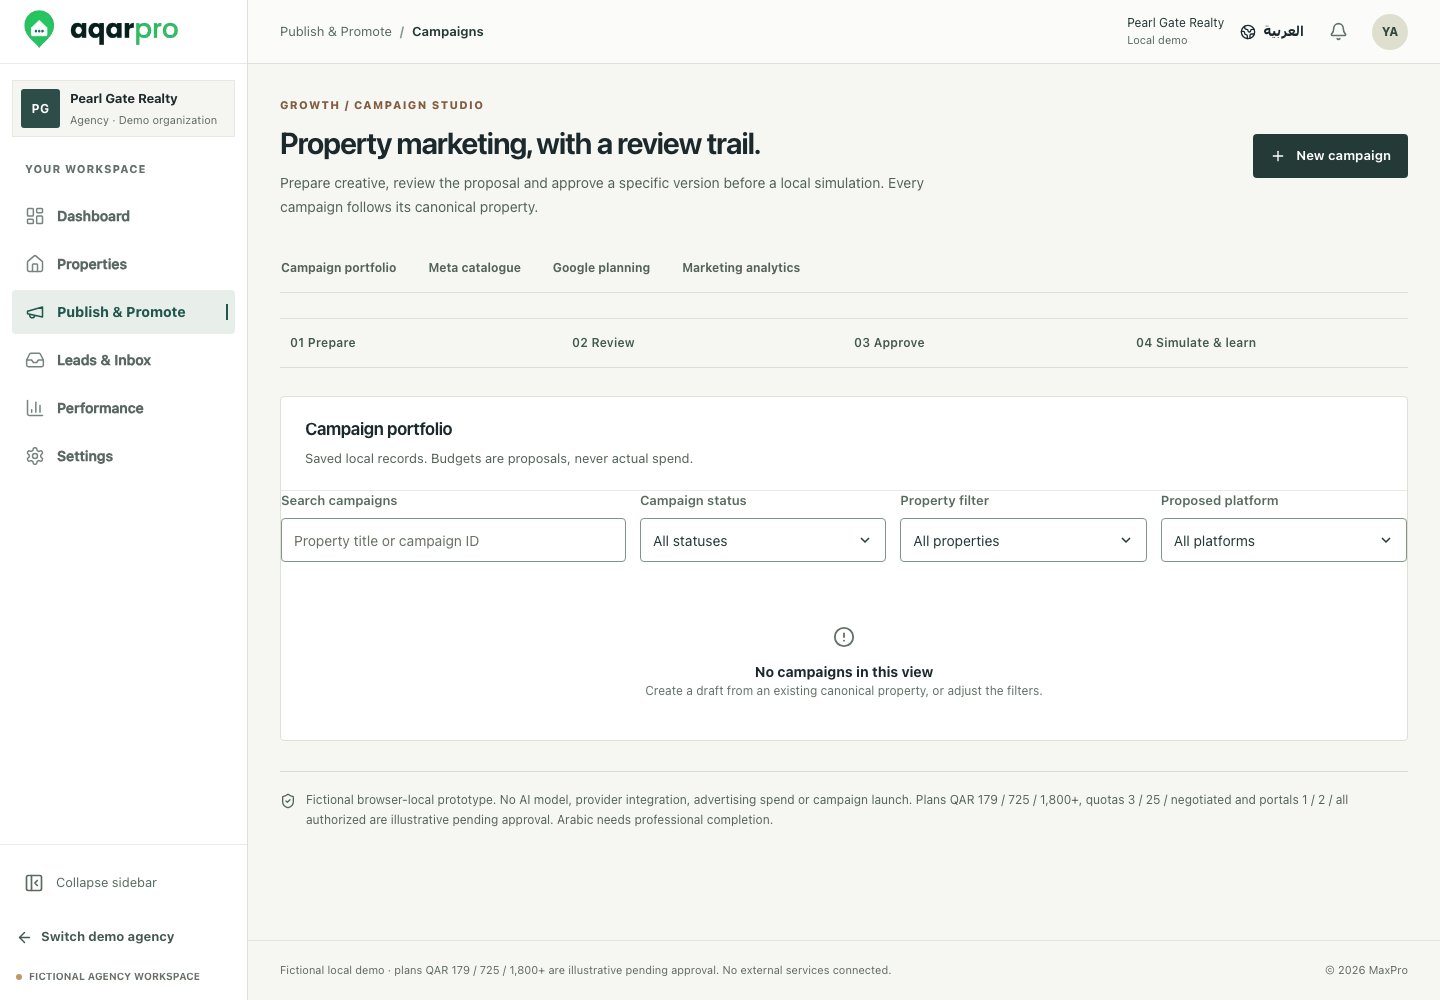 aqarpro
Publish & Promote / Campaigns
Pearl Gate Realty
Local demo
العربية
YA
PG
Pearl Gate Realty
Agency · Demo organization
YOUR WORKSPACE
Dashboard
Properties
Publish & Promote
Leads & Inbox
Performance
Settings
Collapse sidebar
Switch demo agency
FICTIONAL AGENCY WORKSPACE
GROWTH / CAMPAIGN STUDIO
Property marketing, with a review trail.
Prepare creative, review the proposal and approve a specific version before a local simulation. Every
campaign follows its canonical property.
New campaign
Campaign portfolio Meta catalogue Google planning Marketing analytics
01 Prepare 02 Review 03 Approve 04 Simulate & learn
Campaign portfolio
Saved local records. Budgets are proposals, never actual spend.
Search campaigns Campaign status Property filter Proposed platform
Property title or campaign ID All statuses All properties All platforms
No campaigns in this view
Create a draft from an existing canonical property, or adjust the filters.
Fictional browser-local prototype. No AI model, provider integration, advertising spend or campaign launch. Plans QAR 179 / 725 / 1,800+, quotas 3 / 25 / negotiated and portals 1 / 2 / all
authorized are illustrative pending approval. Arabic needs professional completion.
Fictional local demo · plans QAR 179 / 725 / 1,800+ are illustrative pending approval. No external services connected.
© 2026 MaxPro